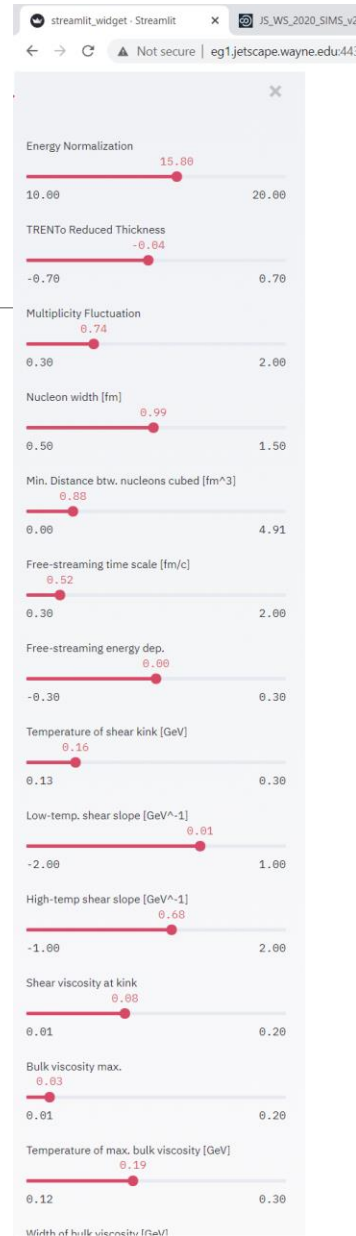 streamlit_widget · Streamlit
JS_WS_2020_SIMS_v2
Not secure | eg1.jetscape.wayne.edu:443
Energy Normalization
15.80
10.00 20.00
TRENTo Reduced Thickness
-0.04
-0.70 0.70
Multiplicity Fluctuation
0.74
0.30 2.00
Nucleon width [fm]
0.99
0.50 1.50
Min. Distance btw. nucleons cubed [fm^3]
0.88
0.00 4.91
Free-streaming time scale [fm/c]
0.52
0.30 2.00
Free-streaming energy dep.
0.00
-0.30 0.30
Temperature of shear kink [GeV]
0.16
0.13 0.30
Low-temp. shear slope [GeV^-1]
0.01
-2.00 1.00
High-temp shear slope [GeV^-1]
0.68
-1.00 2.00
Shear viscosity at kink
0.08
0.01 0.20
Bulk viscosity max.
0.03
0.01 0.20
Temperature of max. bulk viscosity [GeV]
0.19
0.12 0.30
Width of bulk viscosity [GeV]